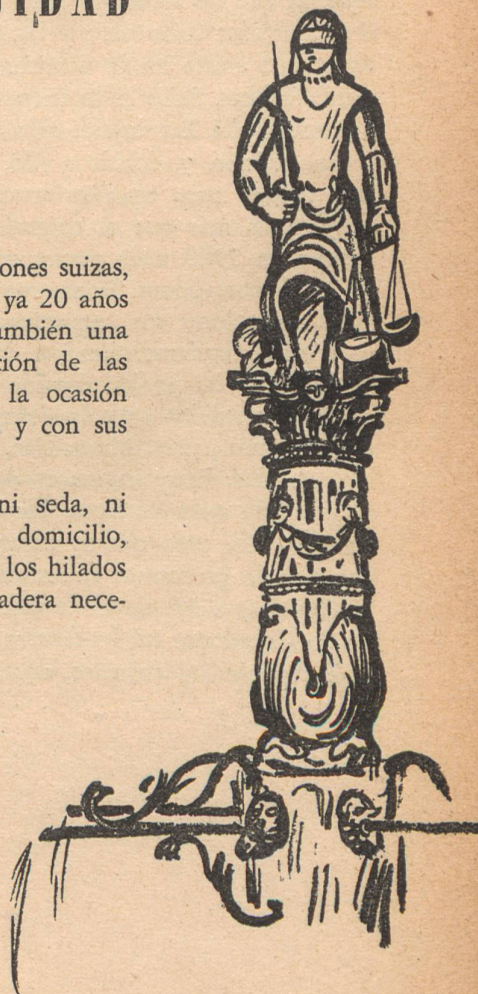 ones suizas,
ya 20 años
ambién una
ción de las
la ocasión
y con sus
ni seda, ni
domicilio,
los hilados
adera nece-